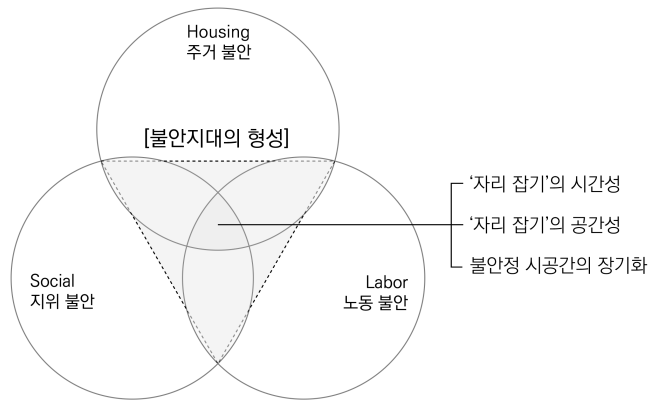 Housing
주거 불안
[불안지대의 형성]
‘자리 잡기’의 시간성
‘자리 잡기’의 공간성
불안정 시공간의 장기화
Social
지위 불안
Labor
노동 불안